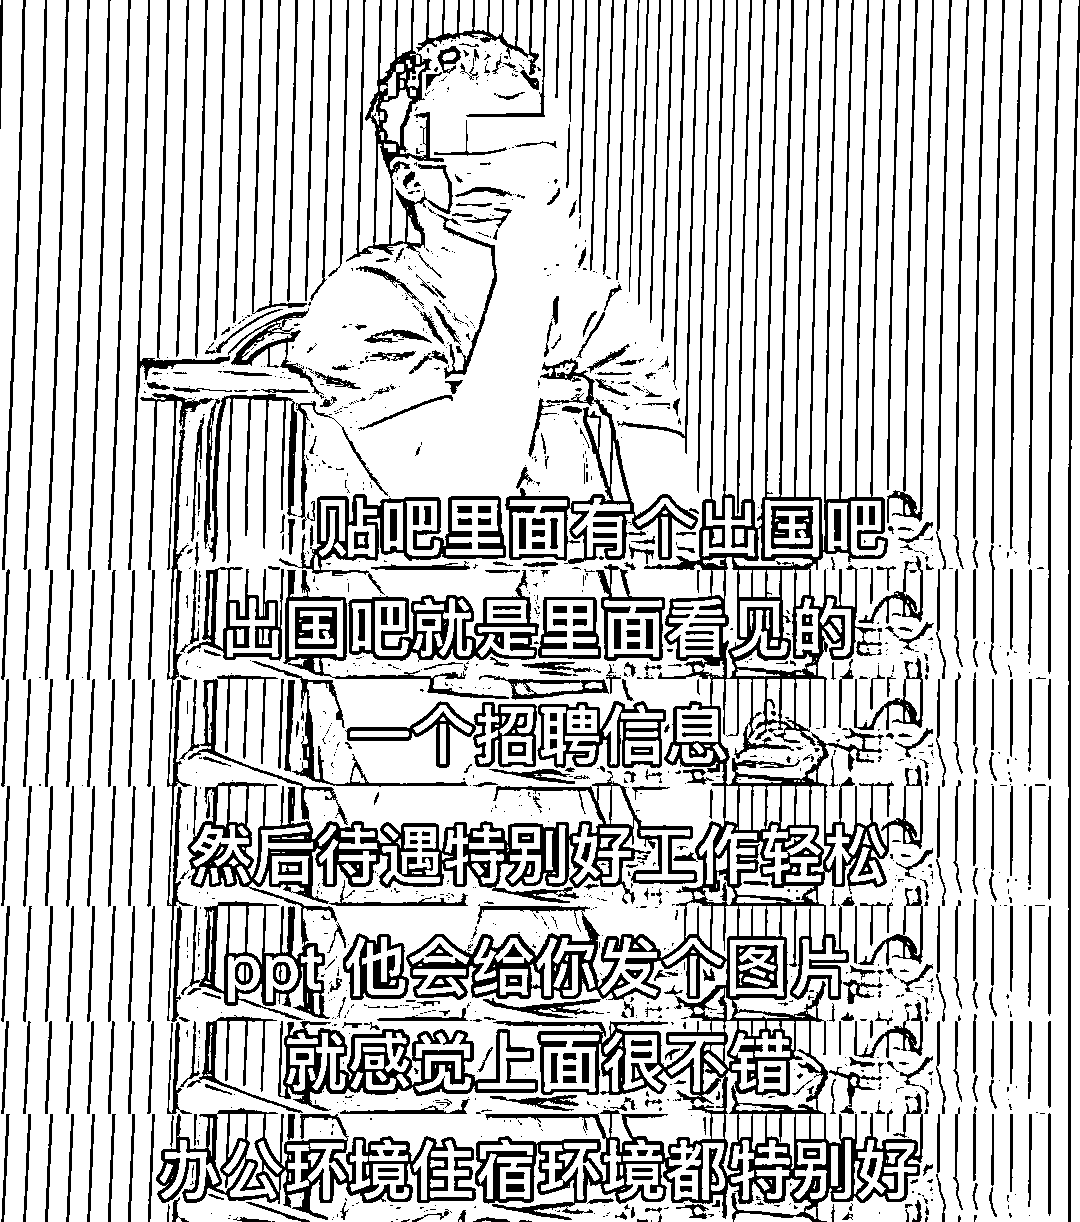 贴吧里面有个出国吧
出国吧就是里面看见的
一个招聘信息
然后待遇特别好工作轻松
ppt 他会给你发个图片
就感觉上面很不错
办公环境住宿环境都特别好